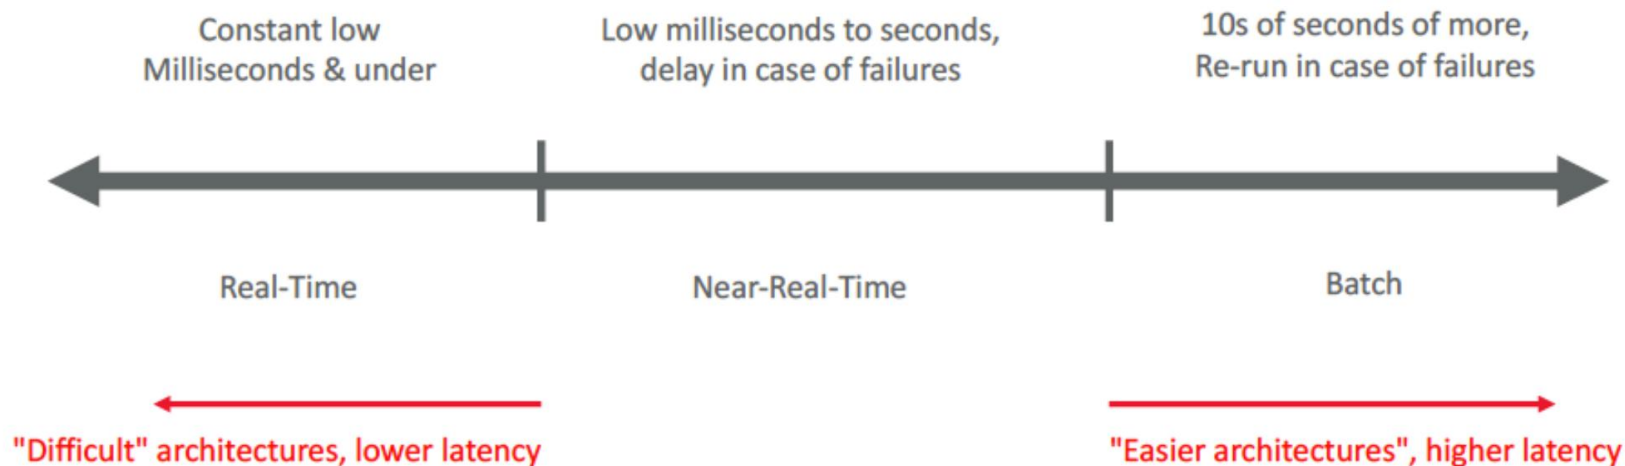 Constant low
Milliseconds & under
Low milliseconds to seconds,
delay in case of failures
10s of seconds of more,
Re-run in case of failures
Real-Time
Near-Real-Time
Batch
"Difficult" architectures, lower latency
"Easier architectures", higher latency